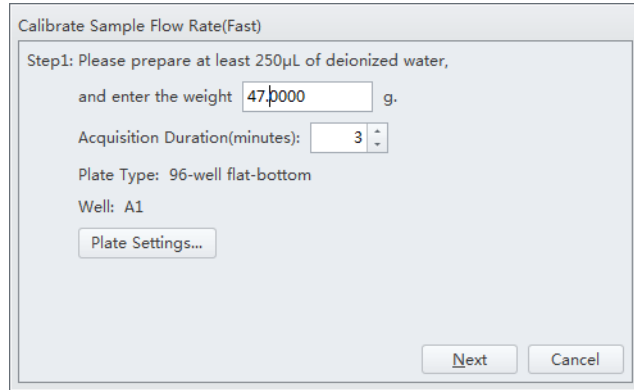 Calibrate Sample Flow Rate(Fast)
Step1: Please prepare at least 250μL of deionized water,
and enter the weight 47.0000 g.
Acquisition Duration(minutes): 3
Plate Type: 96-well flat-bottom
Well: A1
Plate Settings...
Next Cancel